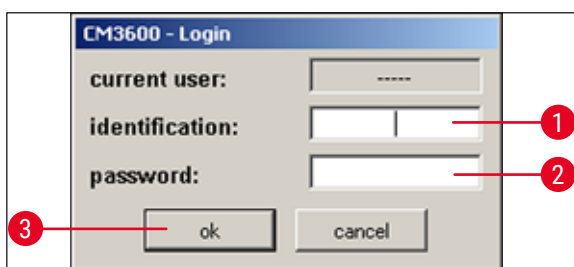 CM3600 - Login
current user: -----
identification: 1
password: 2
3 ok cancel